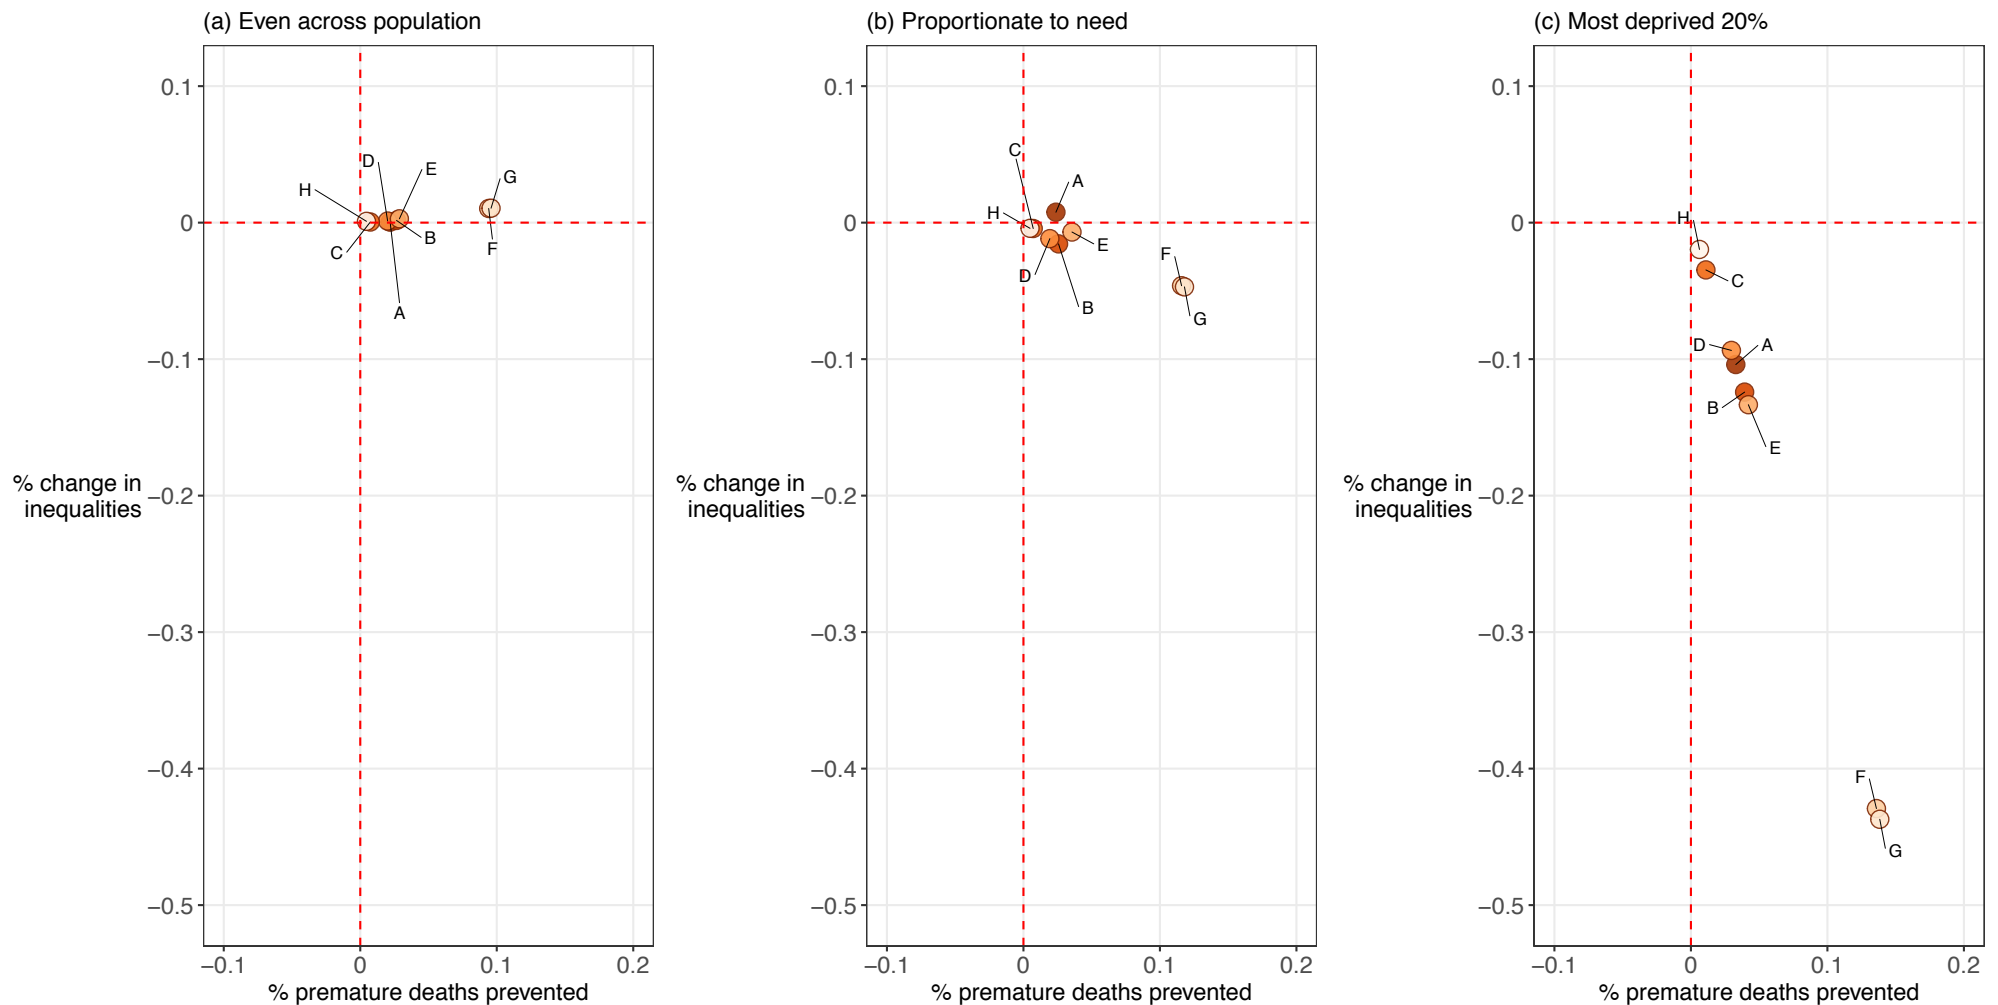 (a) Even across population
0.1
0
−0.1
−0.2
−0.3
−0.4
−0.5
% change in
inequalities
D
E
H
G
C
B
F
A
−0.1
0
0.1
0.2
% premature deaths prevented
(b) Proportionate to need
0.1
0
−0.1
−0.2
−0.3
−0.4
−0.5
% change in
inequalities
C
A
H
E
F
D
B
G
−0.1
0
0.1
0.2
% premature deaths prevented
(c) Most deprived 20%
0.1
0
−0.1
−0.2
−0.3
−0.4
−0.5
% change in
inequalities
H
C
D
A
B
E
F
G
−0.1
0
0.1
0.2
% premature deaths prevented